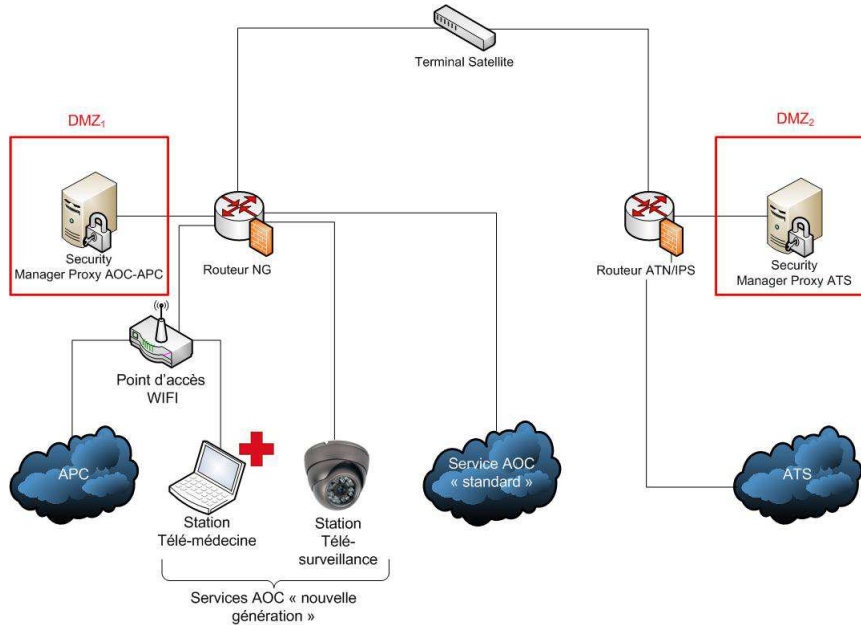 Terminal Satellite
DMZ₁
DMZ₂
Security
Manager Proxy AOC-APC
Routeur NG
Routeur ATN/IPS
Security
Manager Proxy ATS
Point d'accès
WIFI
APC
Service AOC
« standard »
ATS
Station
Télé-médecine
Station
Télé-
surveillance
Services AOC « nouvelle
génération »